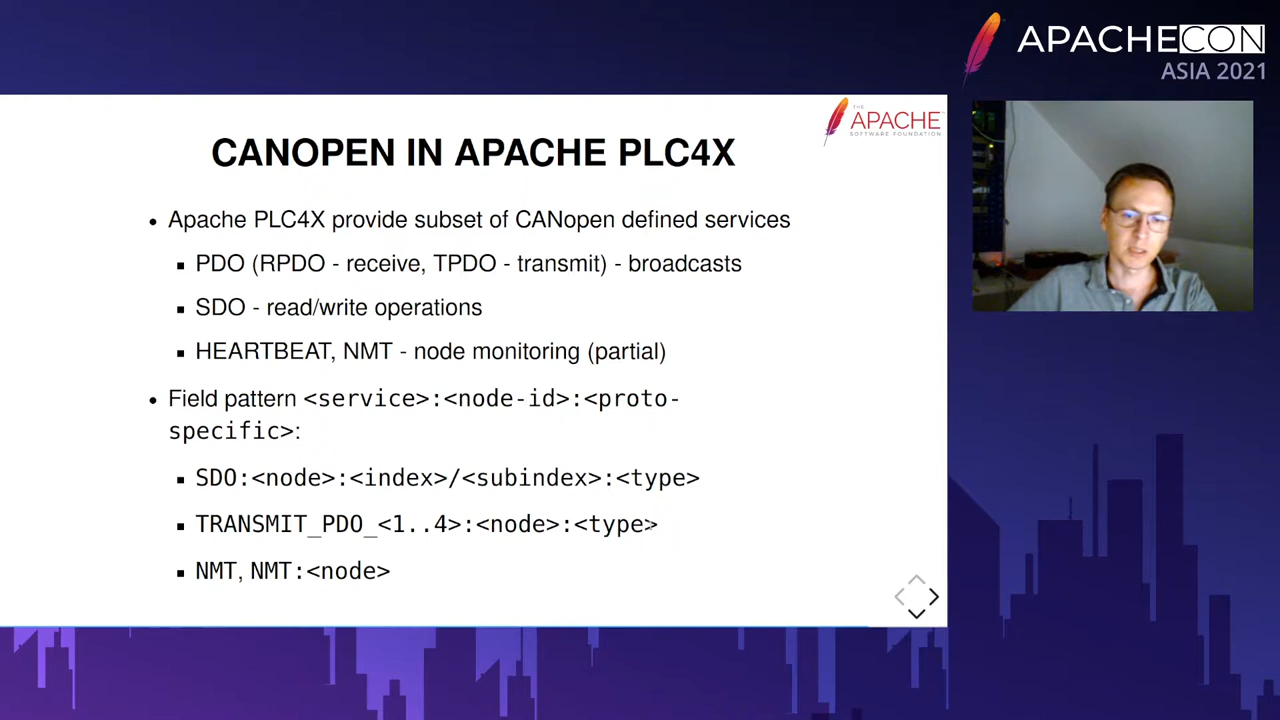 APACHECON
ASIA 2021
THE
APACHE
SOFTWARE FOUNDATION
CANOPEN IN APACHE PLC4X
• Apache PLC4X provide subset of CANopen defined services
▪ PDO (RPDO - receive, TPDO - transmit) - broadcasts
▪ SDO - read/write operations
▪ HEARTBEAT, NMT - node monitoring (partial)
• Field pattern <service>:<node-id>:<proto-
specific>:
▪ SDO:<node>:<index>/<subindex>:<type>
▪ TRANSMIT_PDO_<1..4>:<node>:<type>
▪ NMT, NMT:<node>